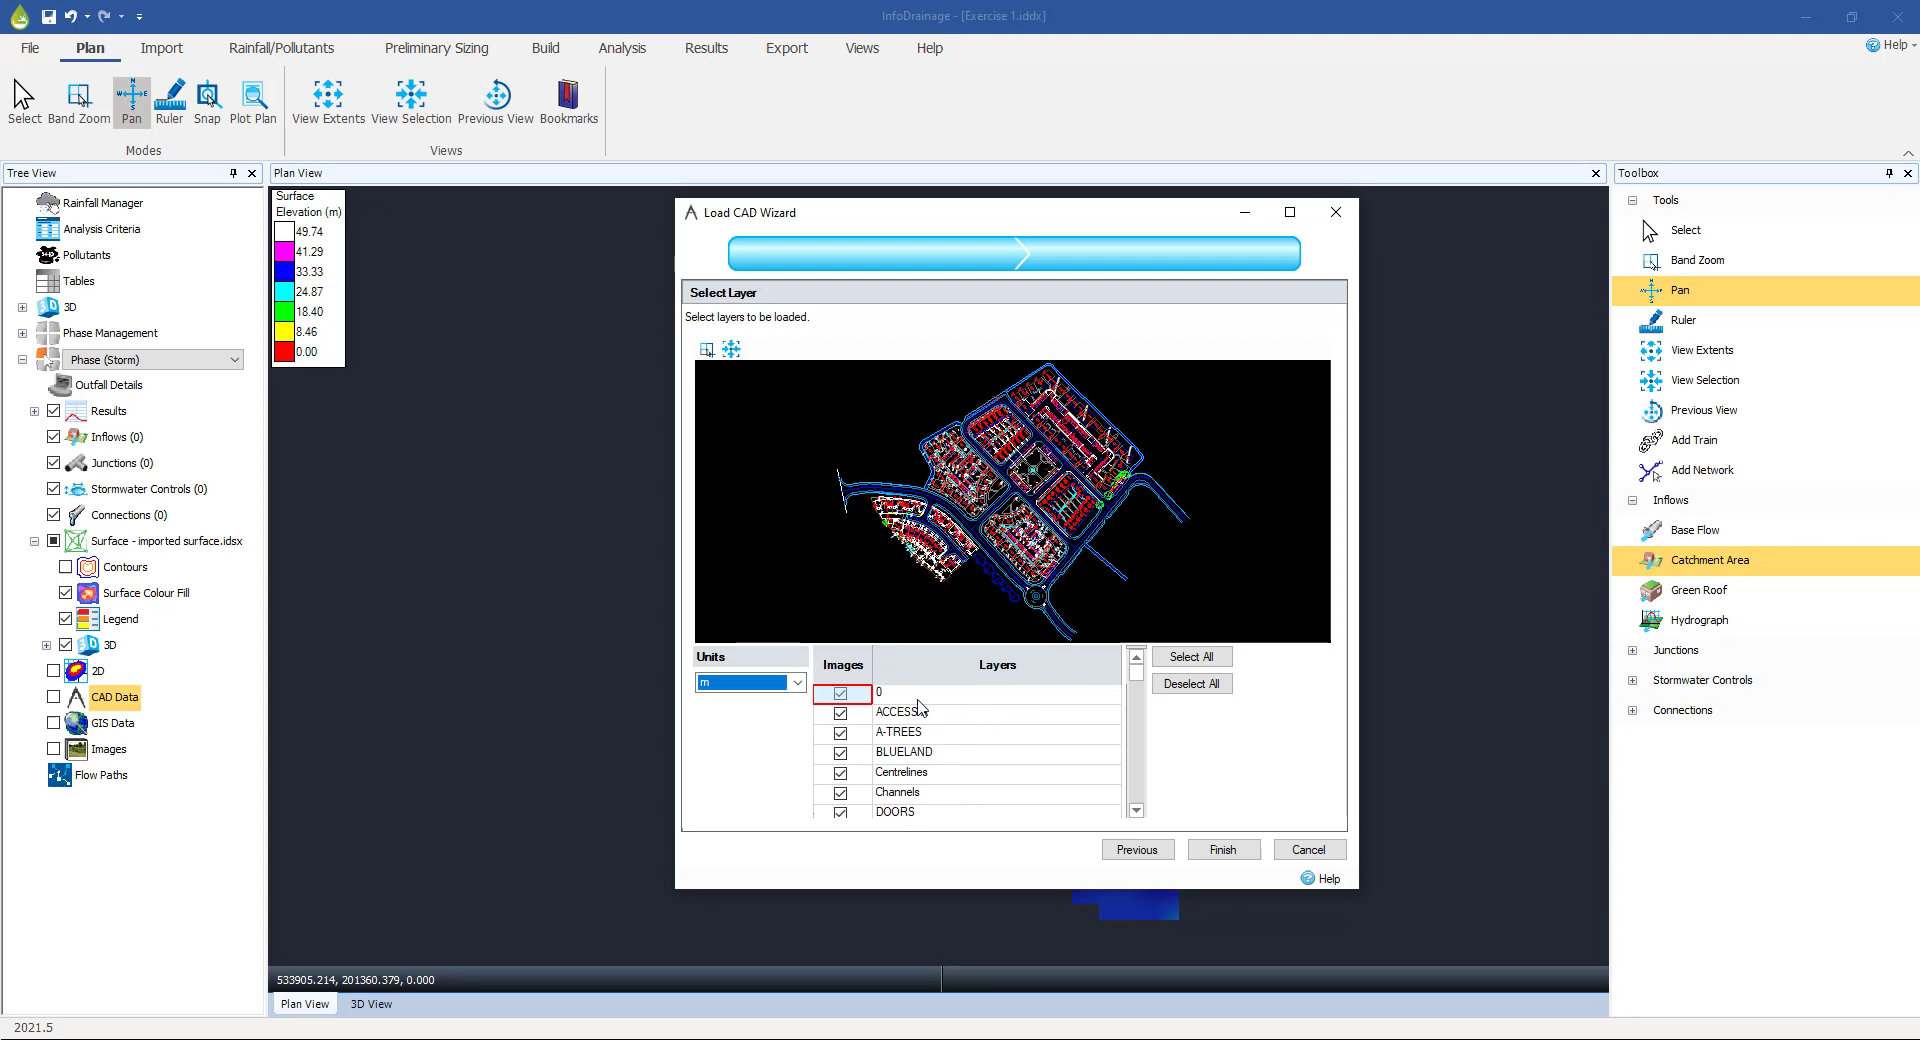 InfoDrainage - [Exercise 1.iddx]
File Plan Import Rainfall/Pollutants Preliminary Sizing Build Analysis Results Export Views Help
Help
Select Band Zoom Pan Ruler Snap Plot Plan View Extents View Selection Previous View Bookmarks
Modes Views
Tree View
Rainfall Manager
Analysis Criteria
Pollutants
Tables
3D
Phase Management
Phase (Storm)
Outfall Details
Results
Inflows (0)
Junctions (0)
Stormwater Controls (0)
Connections (0)
Surface - imported surface.idsx
Contours
Surface Colour Fill
Legend
3D
2D
CAD Data
GIS Data
Images
Flow Paths
Plan View
Surface
Elevation (m)
49.74
41.29
33.33
24.87
18.40
8.46
0.00
Load CAD Wizard
Select Layer
Select layers to be loaded.
Units
m
Images Layers
0
ACCESS
A-TREES
BLUELAND
Centrelines
Channels
DOORS
Select All
Deselect All
Previous Finish Cancel
Help
533905.214, 201360.379, 0.000
Plan View 3D View
Toolbox
Tools
Select
Band Zoom
Pan
Ruler
View Extents
View Selection
Previous View
Add Train
Add Network
Inflows
Base Flow
Catchment Area
Green Roof
Hydrograph
Junctions
Stormwater Controls
Connections
2021.5